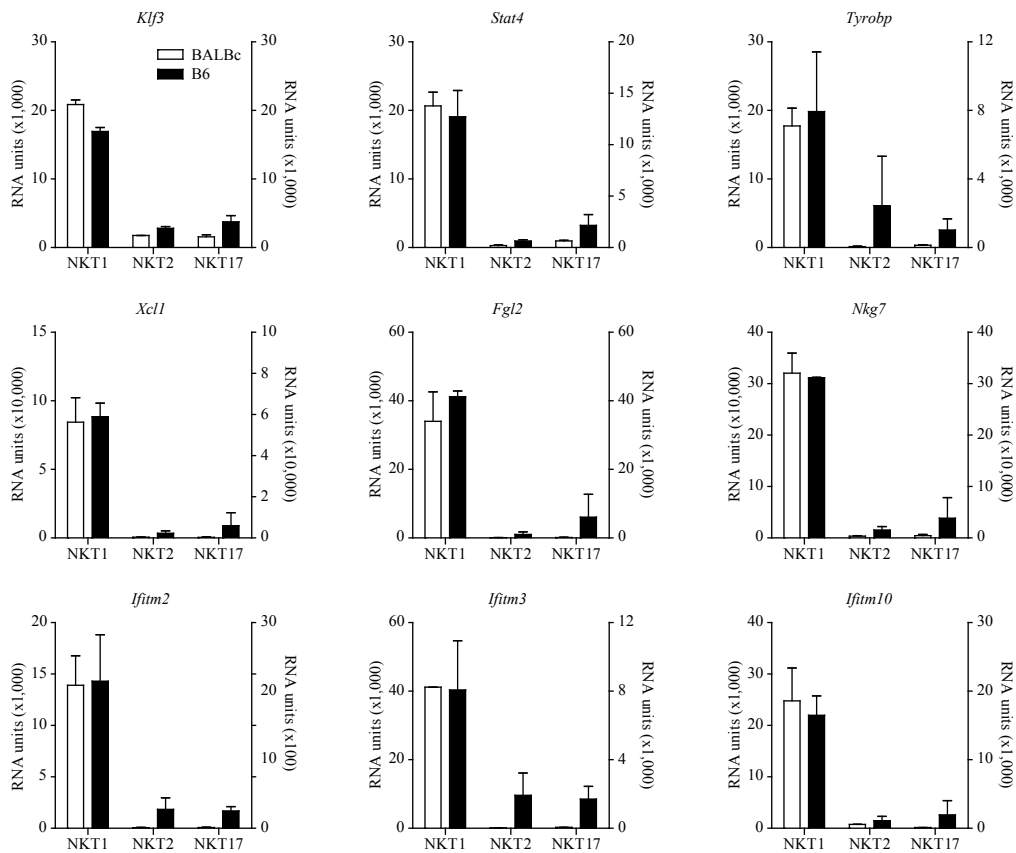 Klf3
30
20
10
0
RNA units (x1,000)
BALBc
B6
30
20
10
0
RNA units (x1,000)
NKT1 NKT2 NKT17
Stat4
30
20
10
0
RNA units (x1,000)
20
15
10
5
0
RNA units (x1,000)
NKT1 NKT2 NKT17
Tyrobp
30
20
10
0
RNA units (x1,000)
12
8
4
0
RNA units (x1,000)
NKT1 NKT2 NKT17
Xcl1
15
10
5
0
RNA units (x10,000)
10
8
6
4
2
0
RNA units (x10,000)
NKT1 NKT2 NKT17
Fgl2
60
40
20
0
RNA units (x1,000)
60
40
20
0
RNA units (x1,000)
NKT1 NKT2 NKT17
Nkg7
40
30
20
10
0
RNA units (x10,000)
40
30
20
10
0
RNA units (x10,000)
NKT1 NKT2 NKT17
Ifitm2
20
15
10
5
0
RNA units (x1,000)
30
20
10
0
RNA units (x100)
NKT1 NKT2 NKT17
Ifitm3
60
40
20
0
RNA units (x1,000)
12
8
4
0
RNA units (x1,000)
NKT1 NKT2 NKT17
Ifitm10
40
30
20
10
0
RNA units (x1,000)
30
20
10
0
RNA units (x1,000)
NKT1 NKT2 NKT17